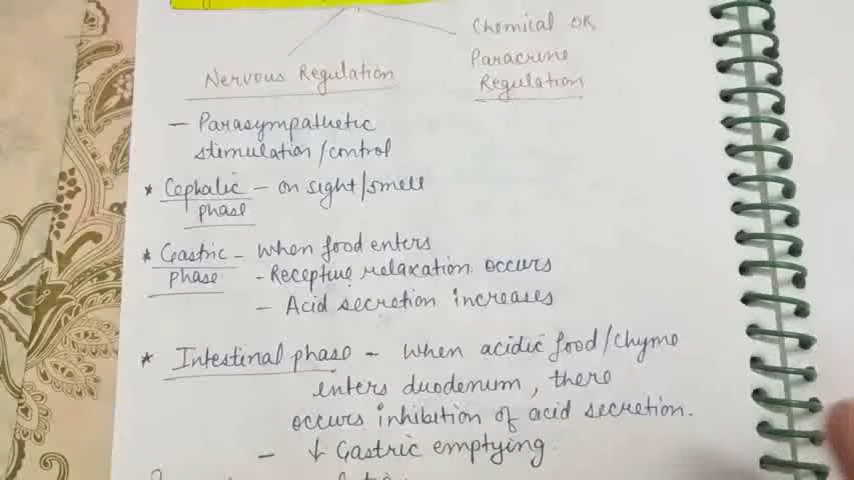 Chemical OR
Paracrine
Regulation
Nervous Regulation
- Parasympathetic
stimulation/control
* Cephalic - on sight/smell
phase
* Gastric - When food enters
phase - Receptive relaxation occurs
- Acid secretion increases
* Intestinal phase - When acidic food/chyme
enters duodenum, there
occurs inhibition of acid secretion.
- ↓ Gastric emptying